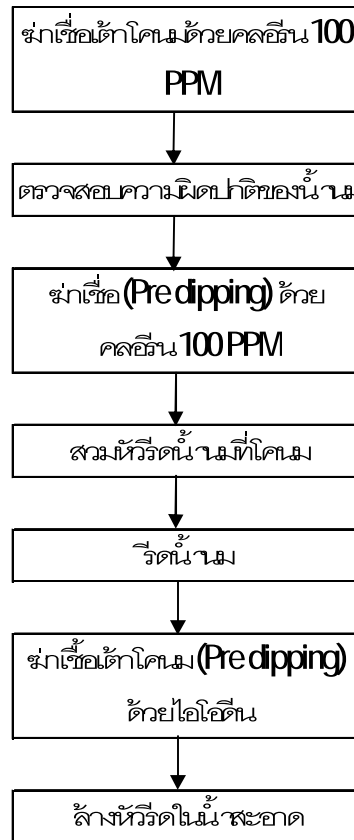 ฆ่าเชื่อเต้าโคนมด้วยคลอรีน 100
PPM
ตรวจสอบความผิดปกติของน้ำนม
ฆ่าเชื่อ (Pre dipping) ด้วย
คลอรีน 100 PPM
สวมหัวรีดน้ำนมที่โคนม
รีดน้ำนม
ฆ่าเชื้อเต้าโคนม (Pre dipping)
ด้วยไอโอดีน
ล้างหัวรีดในน้ำสะอาด